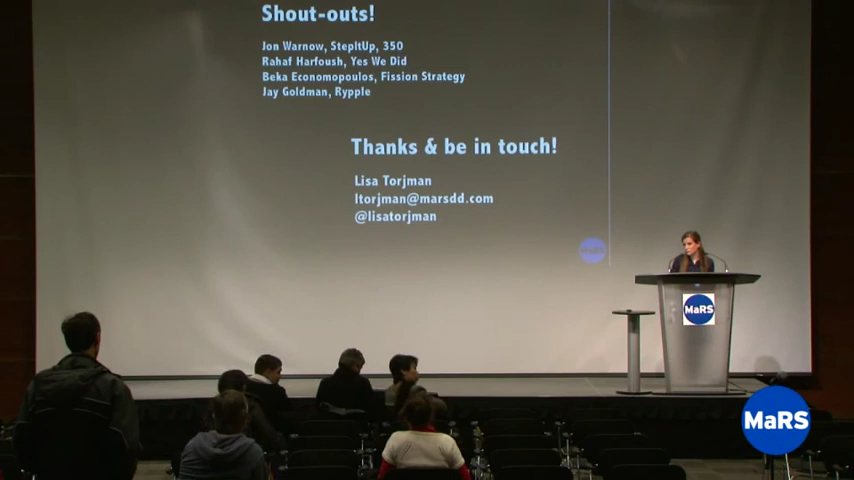 Shout-outs!
Jon Warnow, StepItUp, 350
Rahaf Harfoush, Yes We Did
Beka Economopoulos, Fission Strategy
Jay Goldman, Rypple
Thanks & be in touch!
Lisa Torjman
ltorjman@marsdd.com
@lisatorjman
MaRS
MaRS
MaRS